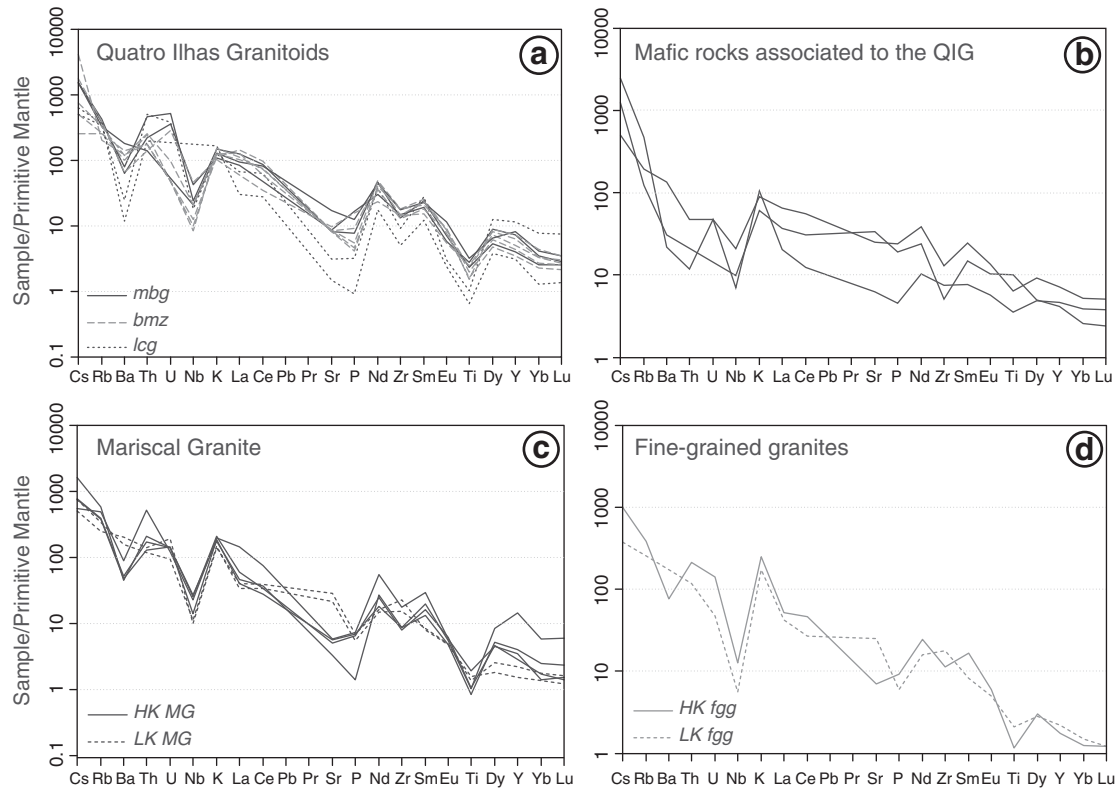 Quatro Ilhas Granitoids
a
Sample/Primitive Mantle
10000
1000
100
10
1
0.1
mbg
bmz
lcg
Cs Rb Ba Th U Nb K La Ce Pb Pr Sr P Nd Zr Sm Eu Ti Dy Y Yb Lu
Mafic rocks associated to the QIG
b
10000
1000
100
10
1
Cs Rb Ba Th U Nb K La Ce Pb Pr Sr P Nd Zr Sm Eu Ti Dy Y Yb Lu
Mariscal Granite
c
Sample/Primitive Mantle
10000
1000
100
10
1
0.1
HK MG
LK MG
Cs Rb Ba Th U Nb K La Ce Pb Pr Sr P Nd Zr Sm Eu Ti Dy Y Yb Lu
Fine-grained granites
d
10000
1000
100
10
1
HK fgg
LK fgg
Cs Rb Ba Th U Nb K La Ce Pb Pr Sr P Nd Zr Sm Eu Ti Dy Y Yb Lu